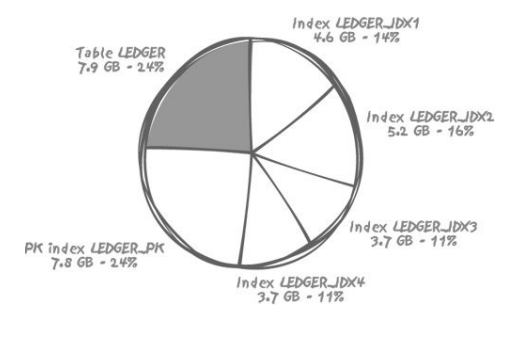 Index LEDGER_IDX1
4.6 GB - 14%
Table LEDGER
7.9 GB - 24%
Index LEDGER_IDX2
5.2 GB - 16%
Index LEDGER_IDX3
3.7 GB - 11%
PK index LEDGER_PK
7.8 GB - 24%
Index LEDGER_IDX4
3.7 GB - 11%